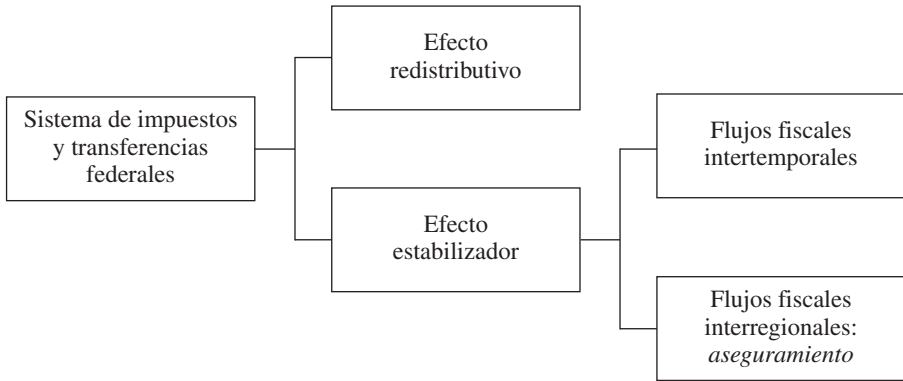 Efecto
redistributivo
Sistema de impuestos
y transferencias
federales
Flujos fiscales
intertemporales
Efecto
estabilizador
Flujos fiscales
interregionales:
aseguramiento